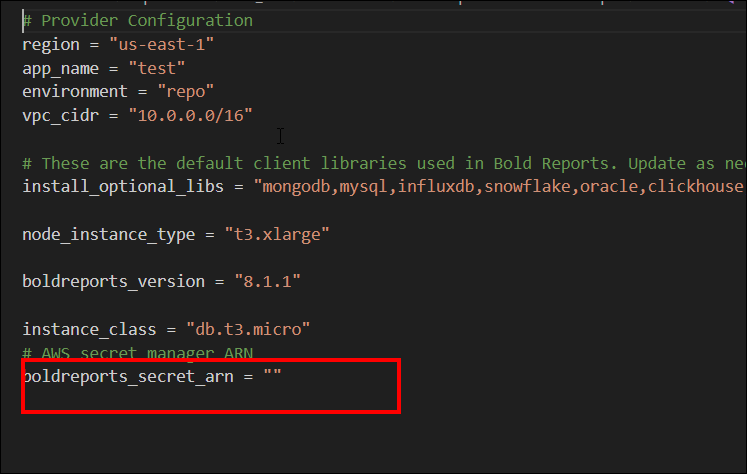 # Provider Configuration
region = "us-east-1"
app_name = "test"
environment = "repo"
vpc_cidr = "10.0.0.0/16"
# These are the default client libraries used in Bold Reports. Update as
install_optional_libs = "mongodb,mysql,influxdb,snowflake,oracle,clickhouse
node_instance_type = "t3.xlarge"
boldreports_version = "8.1.1"
instance_class = "db.t3.micro"
# AWS secret manager ARN
boldreports_secret_arn = ""